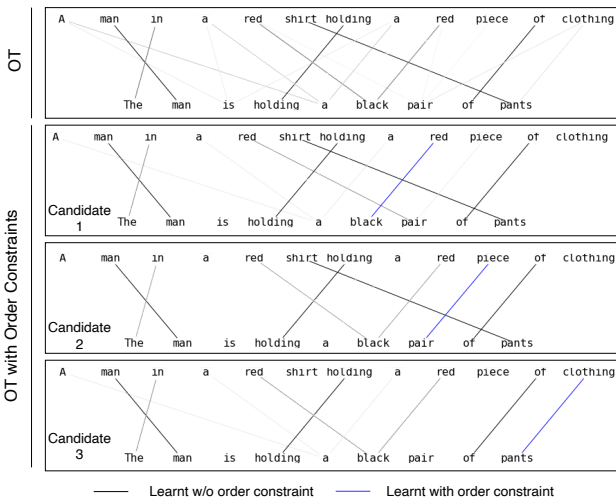 OT
A man in a red shirt holding a red piece of clothing
The man is holding a black pair of pants
OT with Order Constraints
A man in a red shirt holding a red piece of clothing
Candidate 1
The man is holding a black pair of pants
A man in a red shirt holding a red piece of clothing
Candidate 2
The man is holding a black pair of pants
A man in a red shirt holding a red piece of clothing
Candidate 3
The man is holding a black pair of pants
Learnt w/o order constraint
Learnt with order constraint